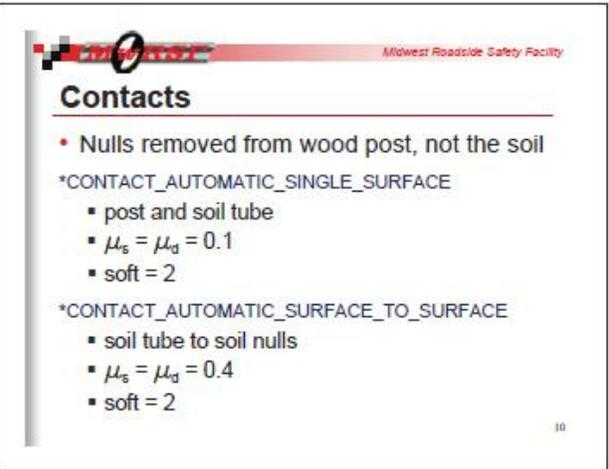 MwRSF
Midwest Roadside Safety Facility
Contacts
• Nulls removed from wood post, not the soil
*CONTACT_AUTOMATIC_SINGLE_SURFACE
▪ post and soil tube
▪ μs = μd = 0.1
▪ soft = 2
*CONTACT_AUTOMATIC_SURFACE_TO_SURFACE
▪ soil tube to soil nulls
▪ μs = μd = 0.4
▪ soft = 2
10